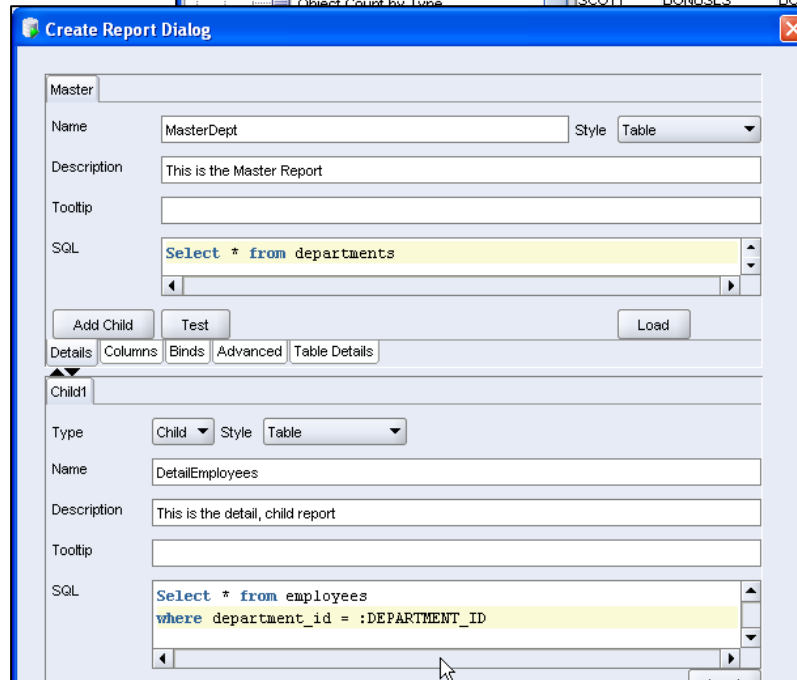 Object Count by Type
SCOTT BONUSES
Create Report Dialog
Master
Name MasterDept Style Table
Description This is the Master Report
Tooltip
SQL Select * from departments
Add Child Test Load
Details Columns Binds Advanced Table Details
Child1
Type Child Style Table
Name DetailEmployees
Description This is the detail, child report
Tooltip
SQL Select * from employees
where department_id = :DEPARTMENT_ID